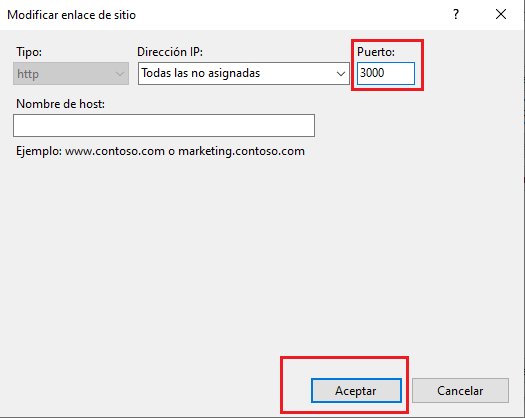 Modificar enlace de sitio
?
Tipo: Dirección IP: Puerto:
http Todas las no asignadas 3000
Nombre de host:
Ejemplo: www.contoso.com o marketing.contoso.com
Aceptar Cancelar